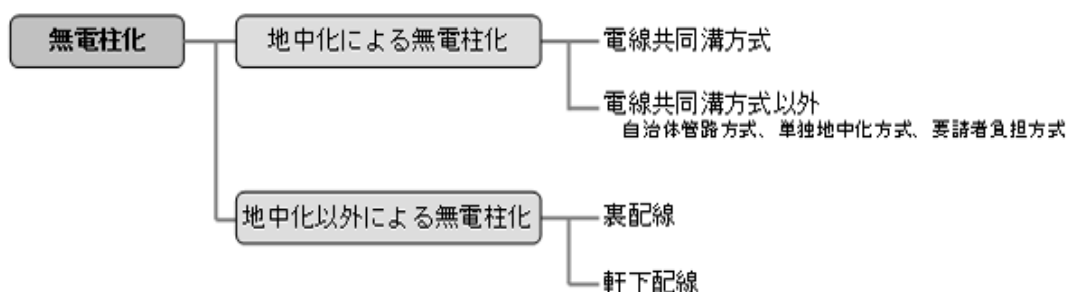 無電柱化
地中化による無電柱化
電線共同溝方式
電線共同溝方式以外
自治体管路方式、単独地中化方式、要請者負担方式
地中化以外による無電柱化
裏配線
軒下配線